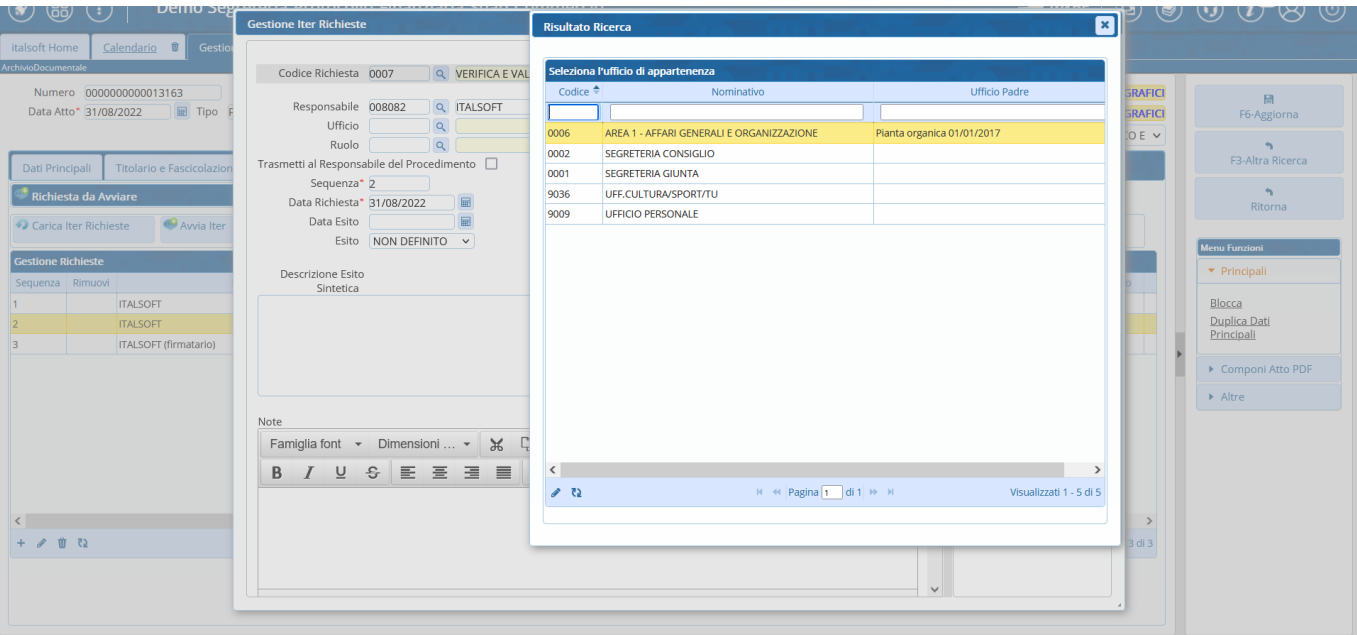 italsoft Home
Calendario
ArchivioDocumentale
Numero 0000000000013163
Data Atto* 31/08/2022 Tipo
Dati Principali
Titolario e Fascicolazion
Richiesta da Avviare
Carica Iter Richieste
Avvia Iter
Gestione Richieste
Sequenza Rimuovi
1 ITALSOFT
2 ITALSOFT
3 ITALSOFT (firmatario)
3 di 3
Gestione Iter Richieste
Codice Richiesta 0007 VERIFICA E VAL
Responsabile 008082 ITALSOFT
Ufficio
Ruolo
Trasmetti al Responsabile del Procedimento
Sequenza* 2
Data Richiesta* 31/08/2022
Data Esito
Esito NON DEFINITO
Descrizione Esito
Sintetica
Note
Famiglia font Dimensioni ...
B I U S
Risultato Ricerca
Seleziona l'ufficio di appartenenza
Codice Nominativo Ufficio Padre
0006 AREA 1 - AFFARI GENERALI E ORGANIZZAZIONE Pianta organica 01/01/2017
0002 SEGRETERIA CONSIGLIO
0001 SEGRETERIA GIUNTA
9036 UFF.CULTURA/SPORT/TU
9009 UFFICIO PERSONALE
Pagina 1 di 1
Visualizzati 1 - 5 di 5
GRAFICI
GRAFICI
O E
F6-Aggiorna
F3-Altra Ricerca
Ritorna
Menu Funzioni
Principali
Blocca
Duplica Dati
Principali
Componi Atto PDF
Altre